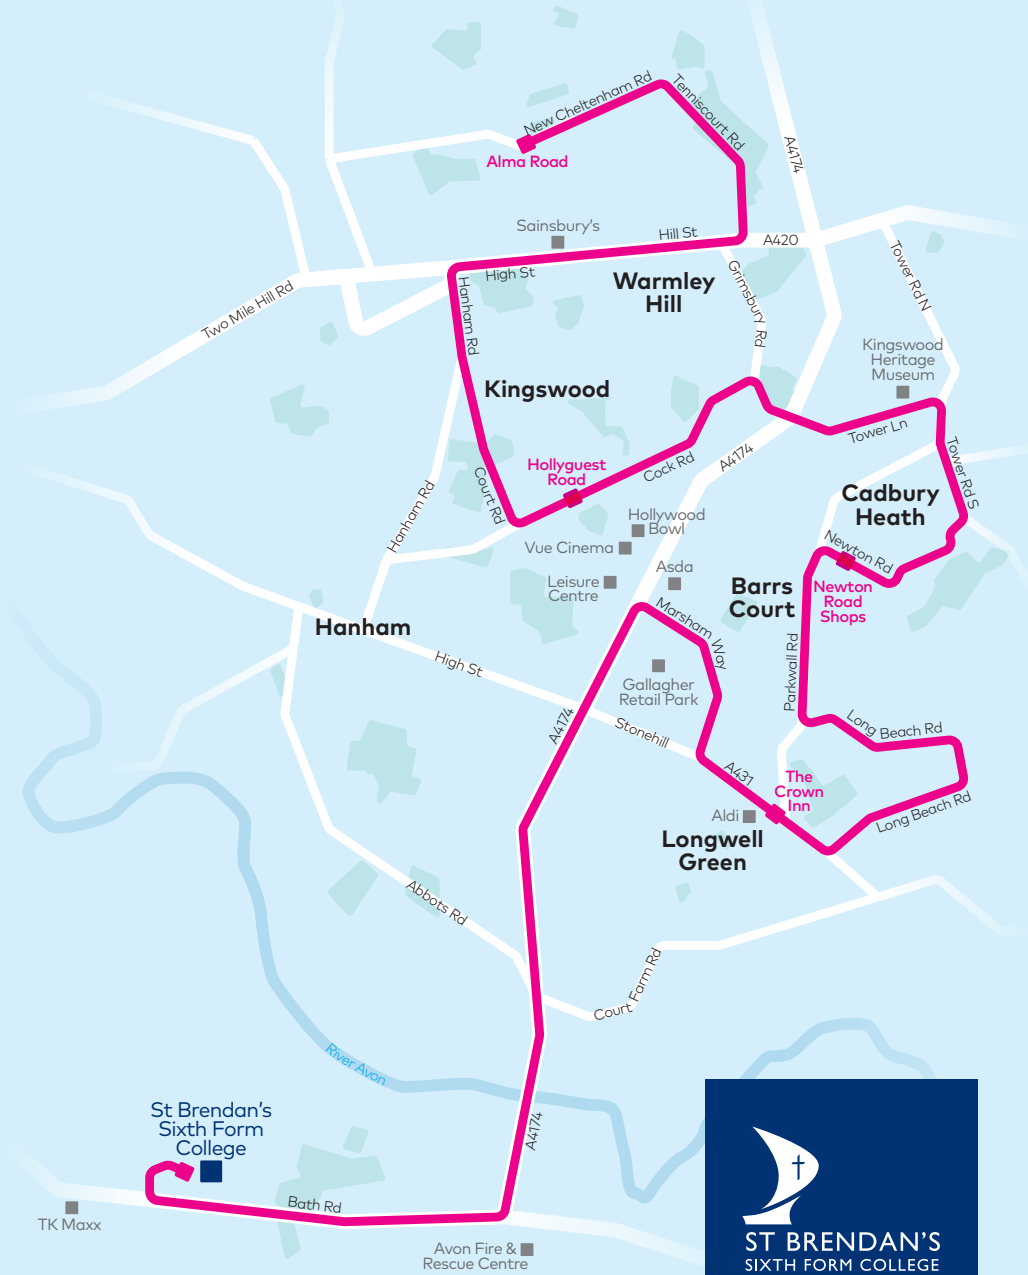 New Cheltenham Rd
Tenniscourt Rd
A4174
Alma Road
Sainsbury's
Hill St
A420
High St
Tower Rd N
Warmley
Hill
Grimsbury Rd
Two Mile Hill Rd
Hanham Rd
Kingswood
Heritage
Museum
Kingswood
Tower Ln
Hollyguest
Road
Cock Rd
A4174
Tower Rd S
Court Rd
Hanham Rd
Cadbury
Heath
Hollywood
Bowl
Vue Cinema
Newton Rd
Asda
Leisure
Centre
Barrs
Court
Newton
Road
Shops
Marsham Way
Hanham
High St
Parkwall Rd
Gallagher
Retail Park
A4174
Stonehill
Long Beach Rd
A431
The
Crown
Inn
Aldi
Long Beach Rd
Longwell
Green
Abbots Rd
Court Farm Rd
River Avon
St Brendan's
Sixth Form
College
A4174
Bath Rd
TK Maxx
Avon Fire &
Rescue Centre
ST BRENDAN'S
SIXTH FORM COLLEGE